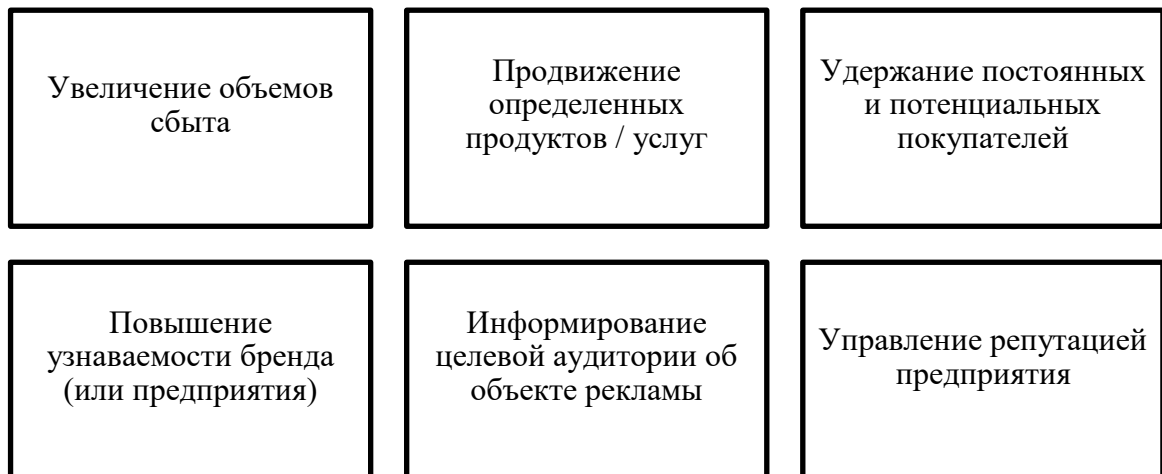 Увеличение объемов
сбыта
Продвижение
определенных
продуктов / услуг
Удержание постоянных
и потенциальных
покупателей
Повышение
узнаваемости бренда
(или предприятия)
Информирование
целевой аудитории об
объекте рекламы
Управление репутацией
предприятия